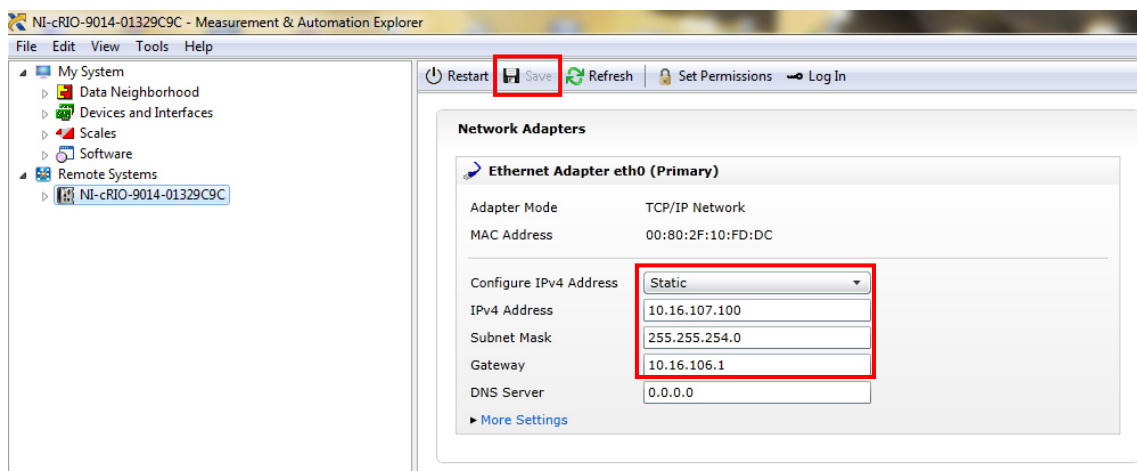 NI-cRIO-9014-01329C9C - Measurement & Automation Explorer
File Edit View Tools Help
My System
Data Neighborhood
Devices and Interfaces
Scales
Software
Remote Systems
NI-cRIO-9014-01329C9C
Restart Save Refresh Set Permissions Log In
Network Adapters
Ethernet Adapter eth0 (Primary)
Adapter Mode TCP/IP Network
MAC Address 00:80:2F:10:FD:DC
Configure IPv4 Address Static
IPv4 Address 10.16.107.100
Subnet Mask 255.255.254.0
Gateway 10.16.106.1
DNS Server 0.0.0.0
More Settings